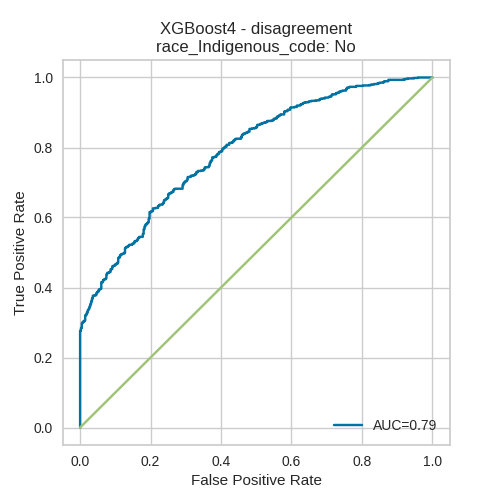 XGBoost4 - disagreement
race_Indigenous_code: No
1.0
0.8
0.6
0.4
0.2
0.0
True Positive Rate
AUC=0.79
0.0 0.2 0.4 0.6 0.8 1.0
False Positive Rate